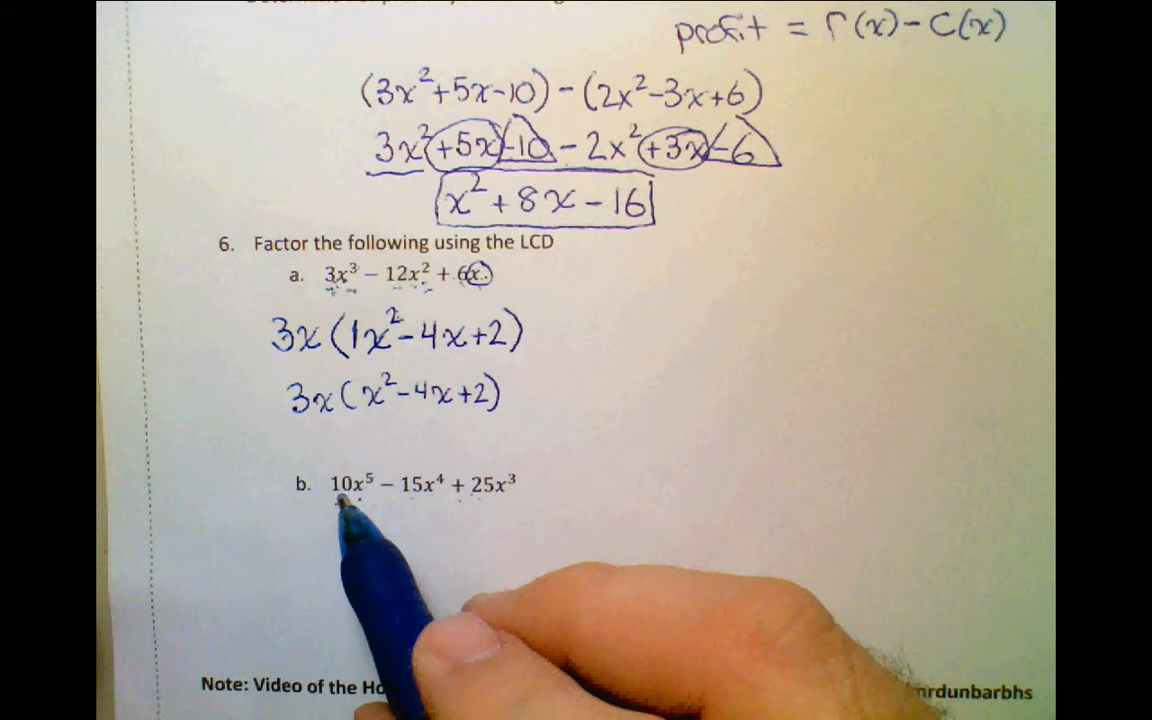 profit = r(x) - C(x)
(3x² + 5x - 10) - (2x² - 3x + 6)
3x² + 5x - 10 - 2x² + 3x - 6
x² + 8x - 16
6. Factor the following using the LCD
a. 3x³ − 12x² + 6x
3x (1x² - 4x + 2)
3x (x² - 4x + 2)
b. 10x⁵ − 15x⁴ + 25x³
Note: Video of the mrdunbarbhs